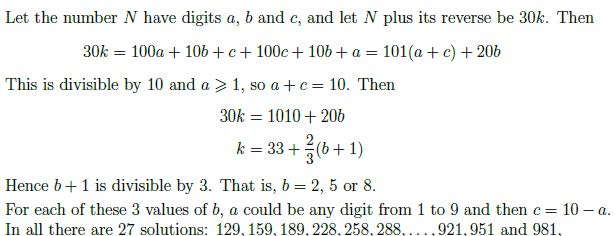 Let the number N have digits a, b and c, and let N plus its reverse be 30k. Then
30k = 100a + 10b + c + 100c + 10b + a = 101(a + c) + 20b
This is divisible by 10 and a ⩾ 1, so a + c = 10. Then
30k = 1010 + 20b
k = 33 + 2/3(b + 1)
Hence b + 1 is divisible by 3. That is, b = 2, 5 or 8.
For each of these 3 values of b, a could be any digit from 1 to 9 and then c = 10 − a.
In all there are 27 solutions: 129, 159, 189, 228, 258, 288, . . . , 921, 951 and 981,